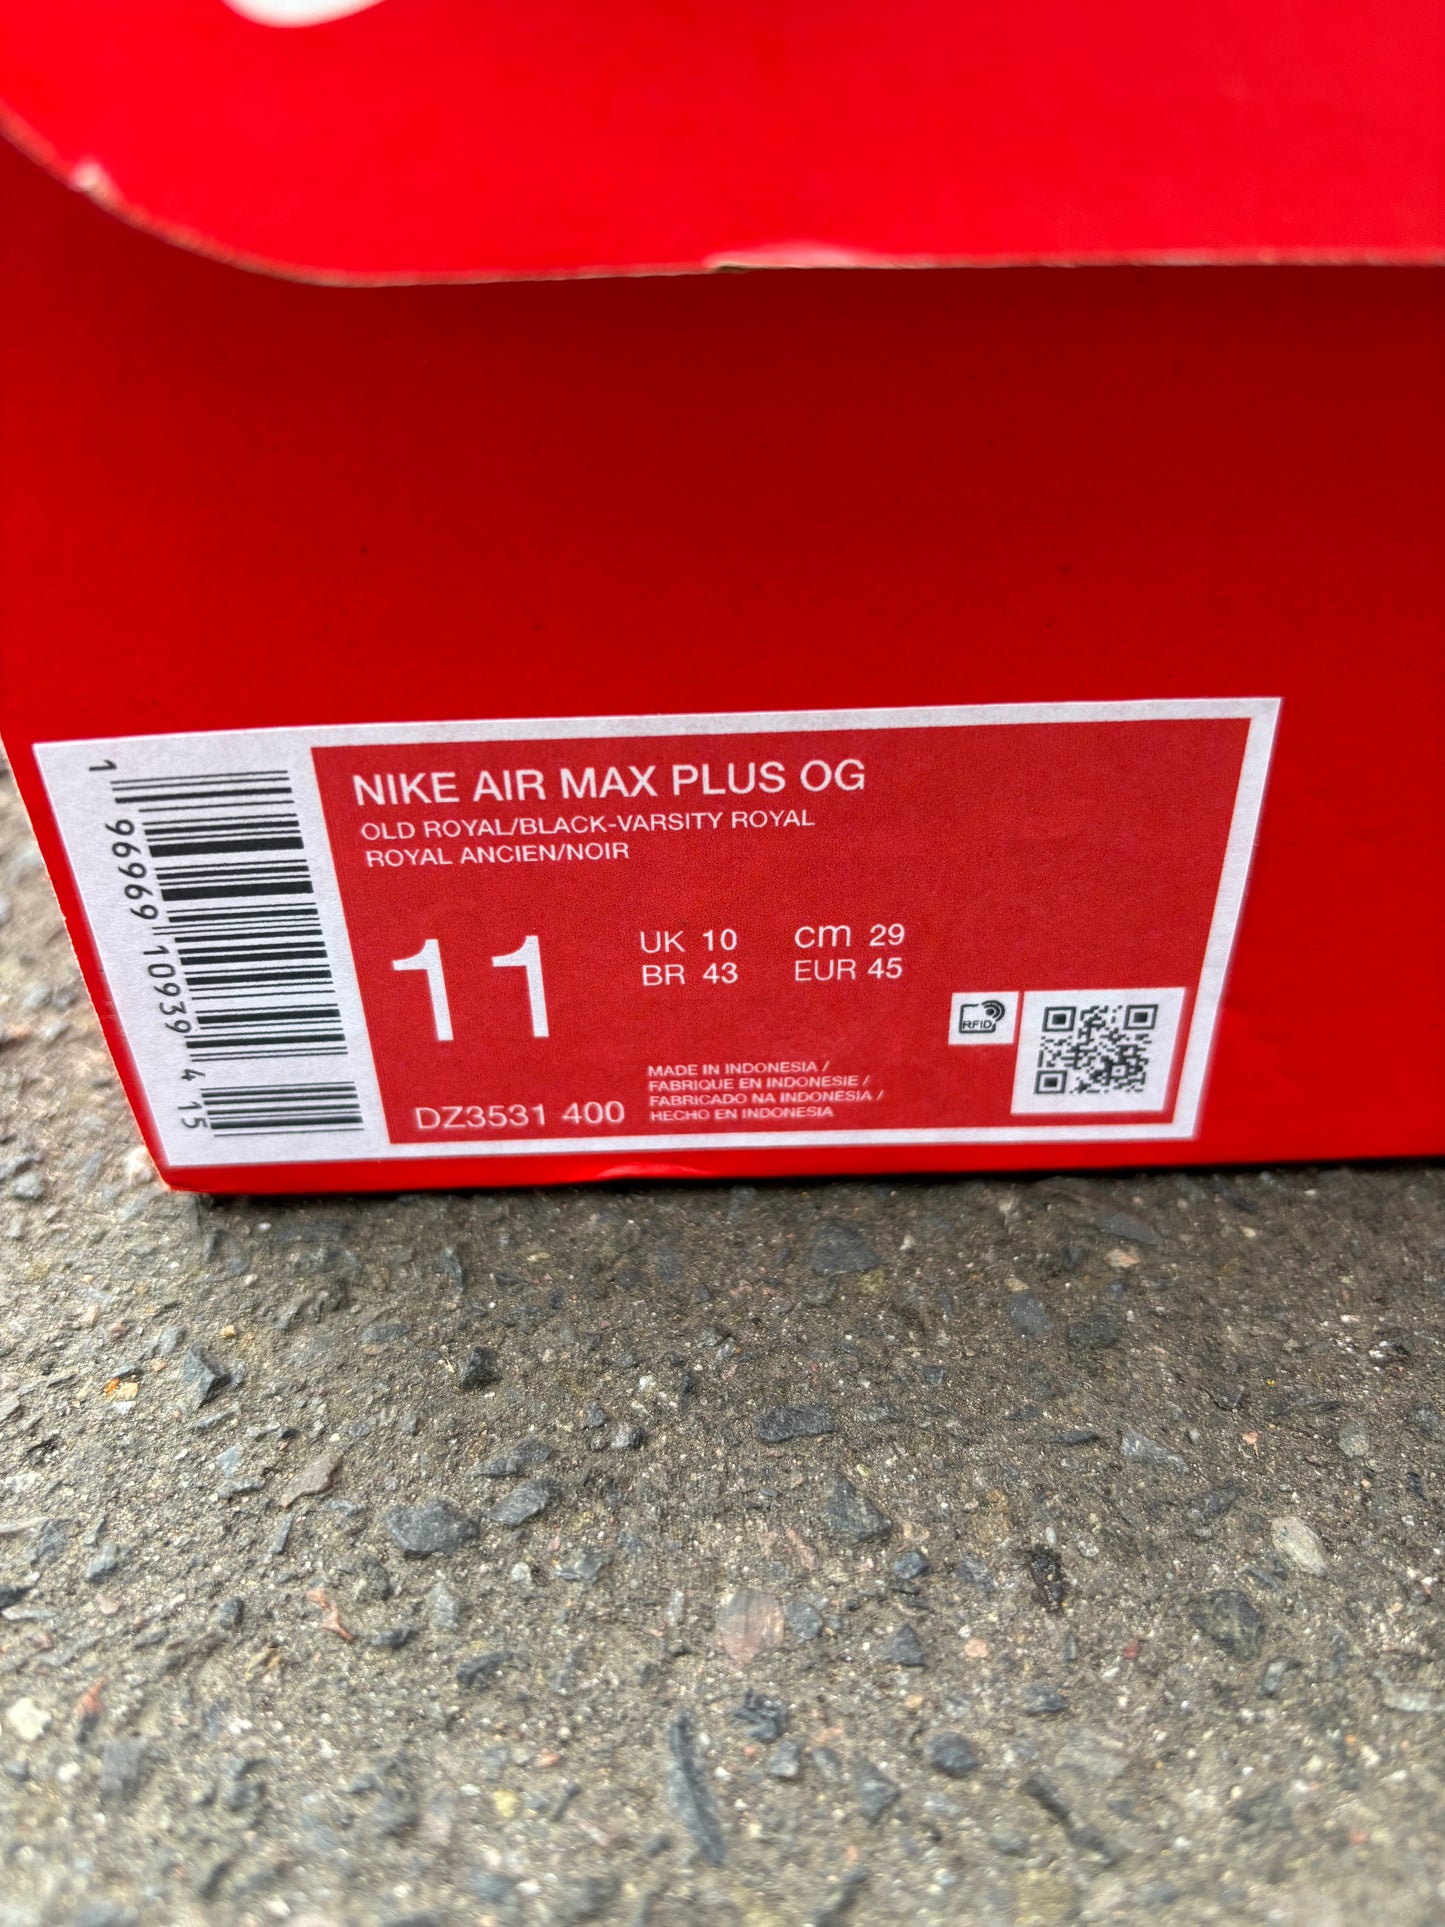 NIKE AIR MAX PLUS OG
OLD ROYAL/BLACK-VARSITY ROYAL
ROYAL ANCIEN/NOIR
11
UK 10 cm 29
BR 43 EUR 45
RFID
MADE IN INDONESIA /
FABRIQUE EN INDONESIE /
FABRICADO NA INDONÉSIA /
HECHO EN INDONESIA
DZ3531 400
1 96969 10939 4 15